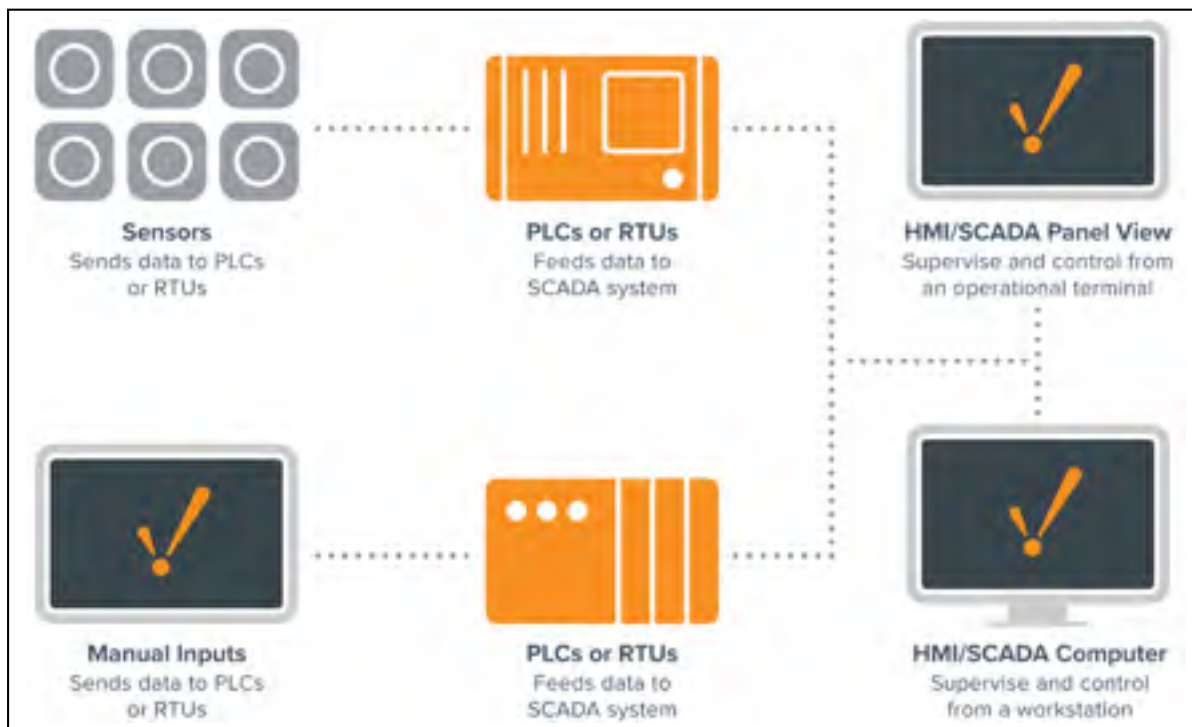 Sensors
Sends data to PLCs
or RTUs
PLCs or RTUs
Feeds data to
SCADA system
HMI/SCADA Panel View
Supervise and control from
an operational terminal
Manual Inputs
Sends data to PLCs
or RTUs
PLCs or RTUs
Feeds data to
SCADA system
HMI/SCADA Computer
Supervise and control
from a workstation